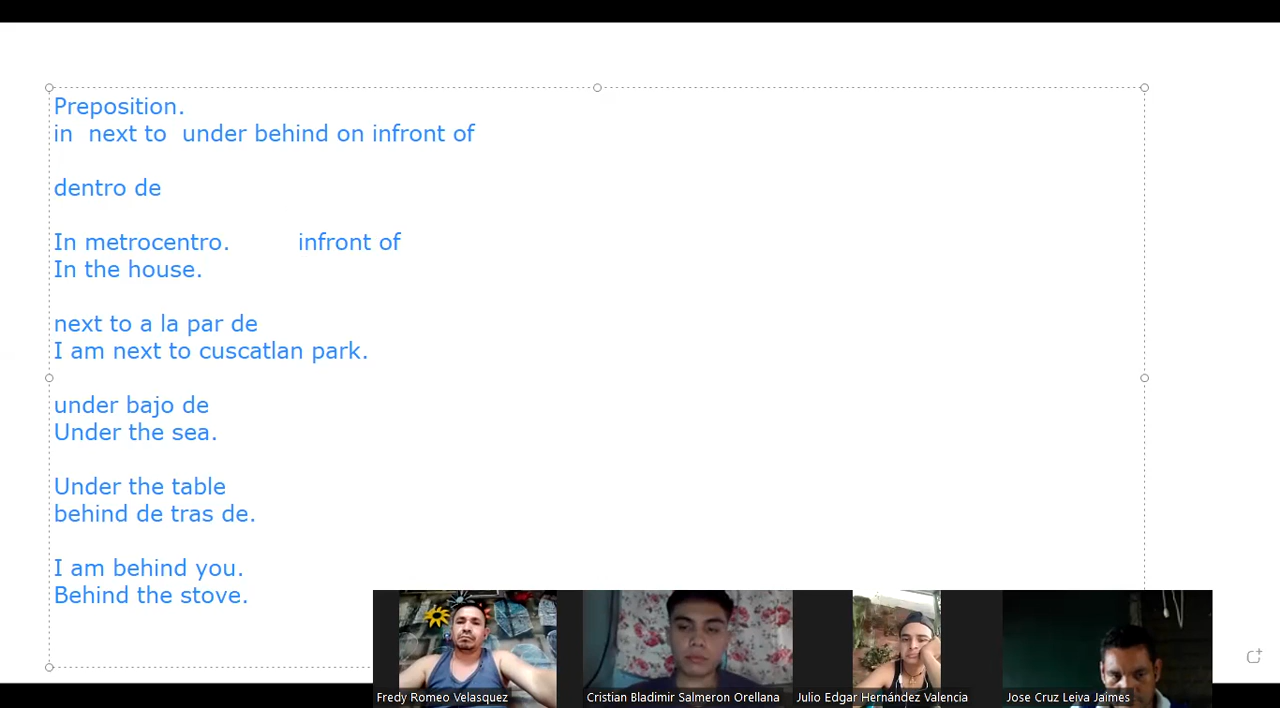 Preposition.
in next to under behind on infront of
dentro de
In metrocentro. infront of
In the house.
next to a la par de
I am next to cuscatlan park.
under bajo de
Under the sea.
Under the table
behind de tras de.
I am behind you.
Behind the stove.
Fredy Romeo Velasquez
Cristian Bladimir Salmeron Orellana
Julio Edgar Hernández Valencia
Jose Cruz Leiva Jaimes